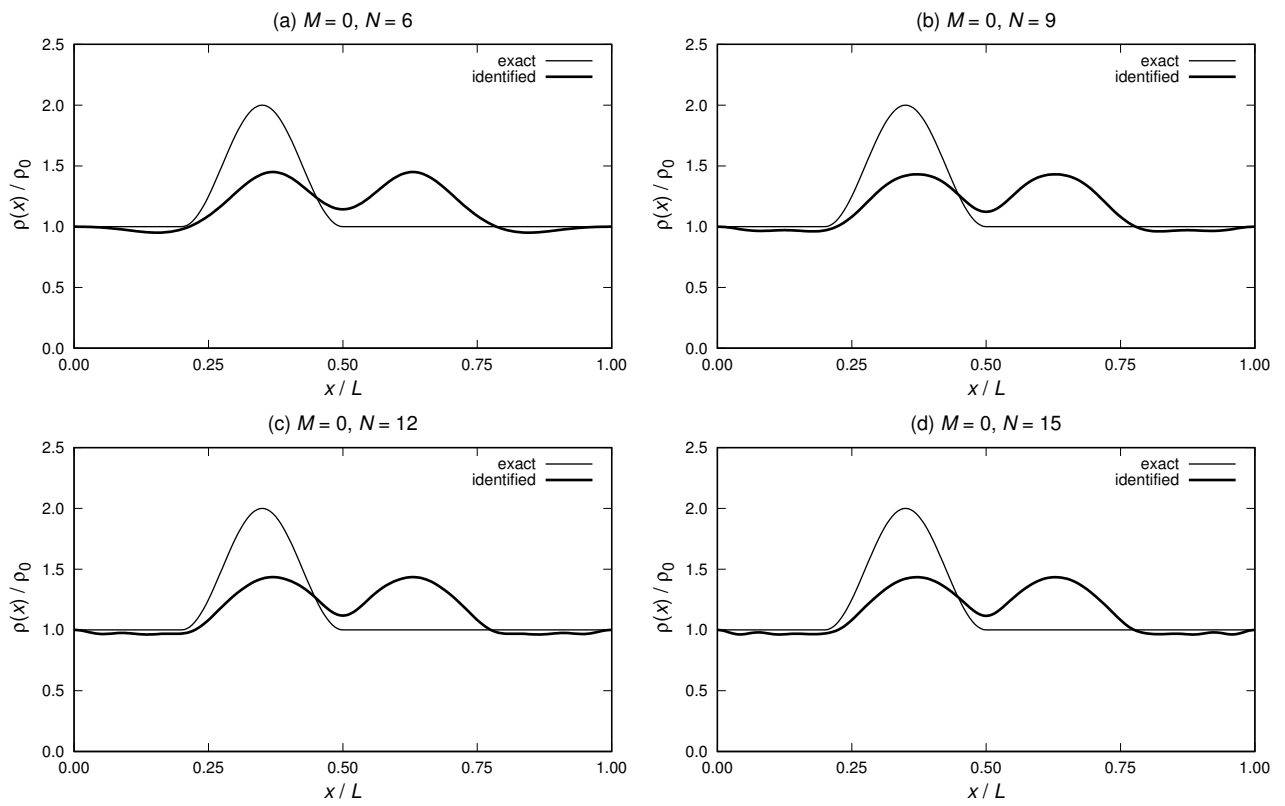 (a) M = 0, N = 6
2.5
2.0
1.5
1.0
0.5
0.0
ρ(x) / ρ0
exact
identified
0.00 0.25 0.50 0.75 1.00
x / L
(b) M = 0, N = 9
2.5
2.0
1.5
1.0
0.5
0.0
ρ(x) / ρ0
exact
identified
0.00 0.25 0.50 0.75 1.00
x / L
(c) M = 0, N = 12
2.5
2.0
1.5
1.0
0.5
0.0
ρ(x) / ρ0
exact
identified
0.00 0.25 0.50 0.75 1.00
x / L
(d) M = 0, N = 15
2.5
2.0
1.5
1.0
0.5
0.0
ρ(x) / ρ0
exact
identified
0.00 0.25 0.50 0.75 1.00
x / L